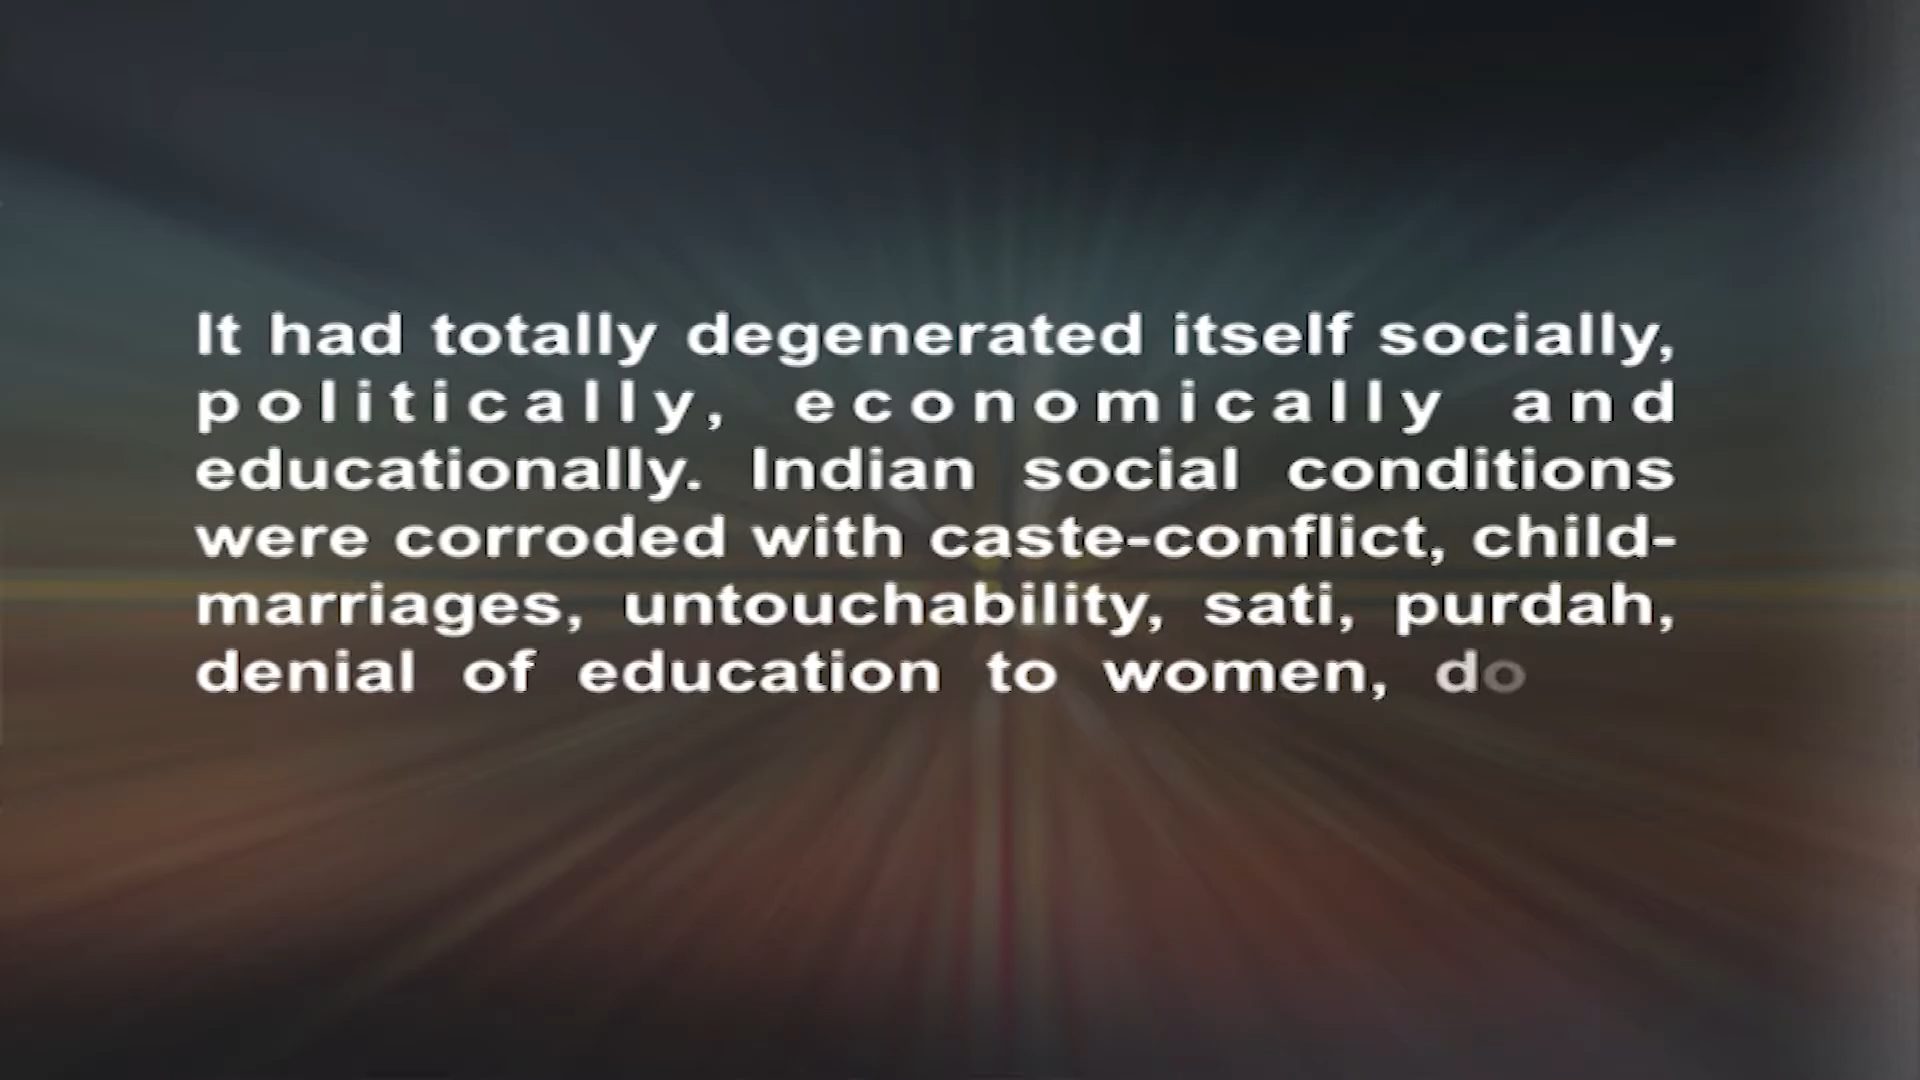 It had totally degenerated itself socially,
politically, economically and
educationally. Indian social conditions
were corroded with caste-conflict, child-
marriages, untouchability, sati, purdah,
denial of education to women, do